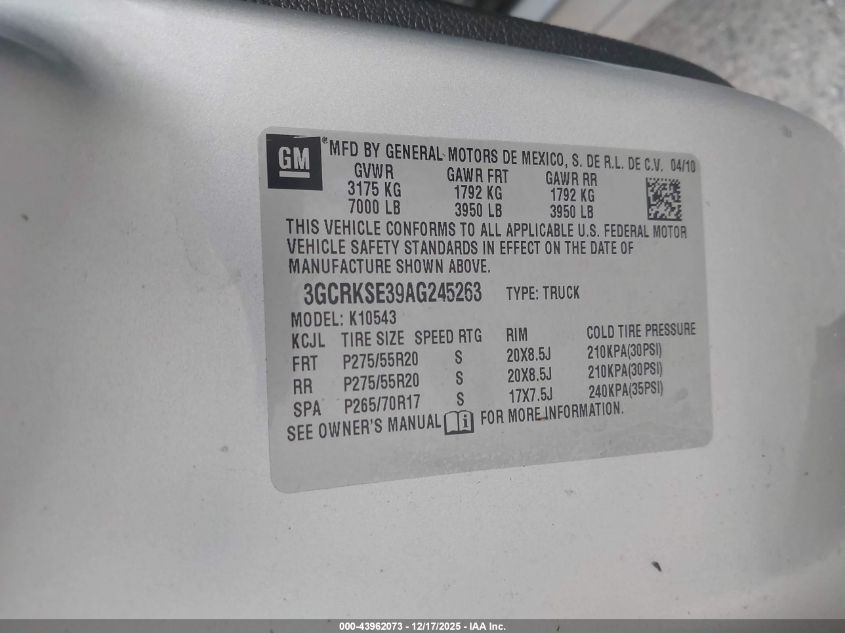 GM
®MFD BY GENERAL MOTORS DE MEXICO, S. DE R.L. DE C.V. 04/10
GVWR GAWR FRT GAWR RR
3175 KG 1792 KG 1792 KG
7000 LB 3950 LB 3950 LB
THIS VEHICLE CONFORMS TO ALL APPLICABLE U.S. FEDERAL MOTOR
VEHICLE SAFETY STANDARDS IN EFFECT ON THE DATE OF
MANUFACTURE SHOWN ABOVE.
3GCRKSE39AG245263 TYPE: TRUCK
MODEL: K10543
KCJL TIRE SIZE SPEED RTG RIM COLD TIRE PRESSURE
FRT P275/55R20 S 20X8.5J 210KPA(30PSI)
RR P275/55R20 S 20X8.5J 210KPA(30PSI)
SPA P265/70R17 S 17X7.5J 240KPA(35PSI)
SEE OWNER'S MANUAL i FOR MORE INFORMATION.
000-43962073 - 12/17/2025 - IAA Inc.